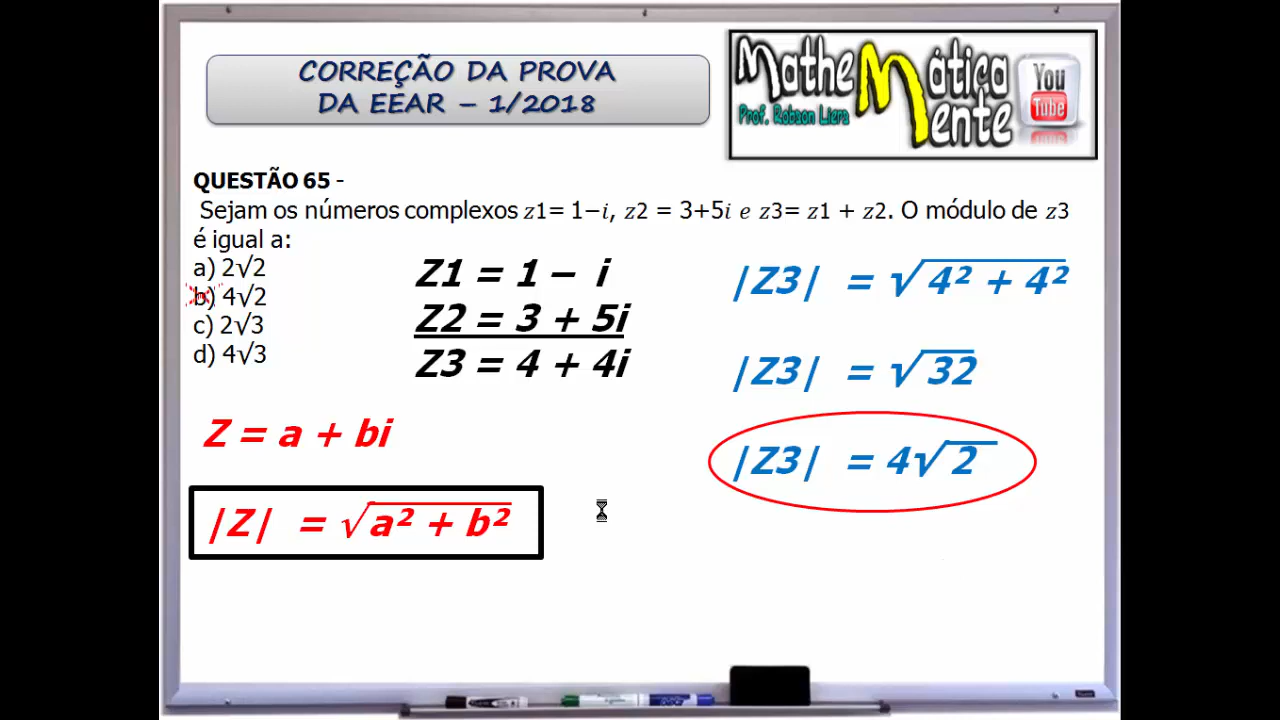 CORREÇÃO DA PROVA
DA EEAR – 1/2018
Mathe Mática Mente
Prof. Robson Liera
You Tube
QUESTÃO 65 -
Sejam os números complexos z1= 1−i, z2 = 3+5i e z3= z1 + z2. O módulo de z3
é igual a:
a) 2√2
b) 4√2
c) 2√3
d) 4√3
Z1 = 1 − i
Z2 = 3 + 5i
Z3 = 4 + 4i
Z = a + bi
|Z| = √a² + b²
|Z3| = √4² + 4²
|Z3| = √32
|Z3| = 4√2